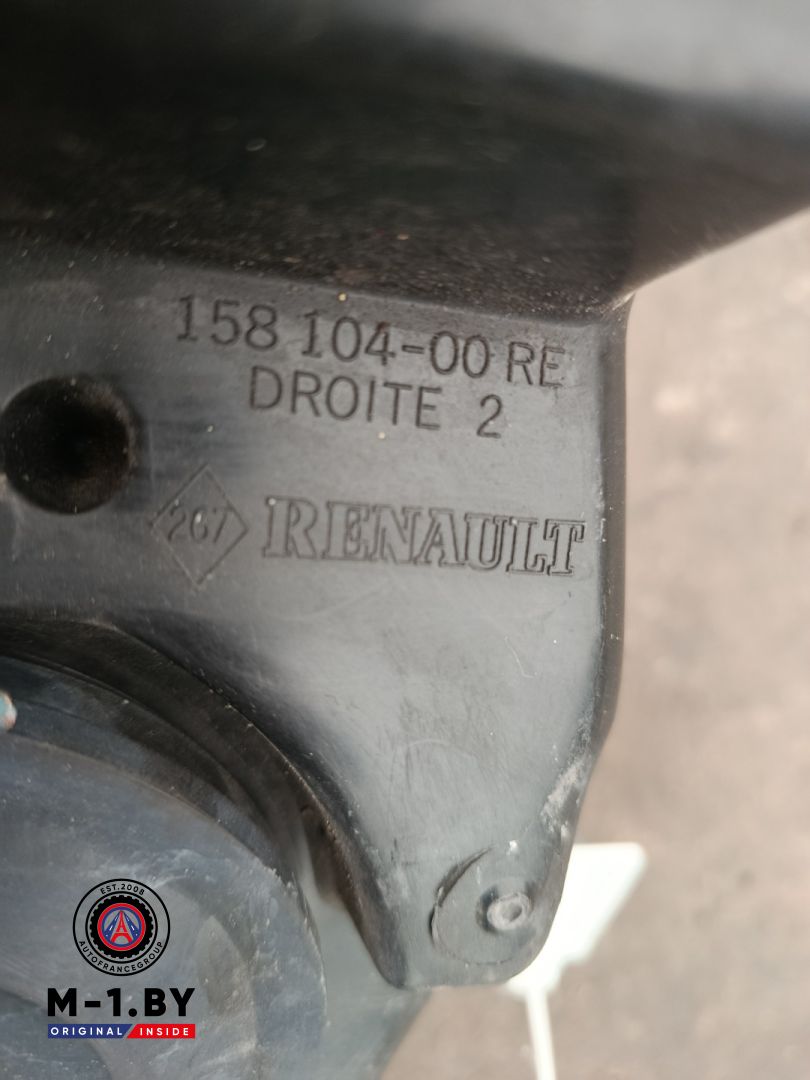 158 104-00 RE
DROITE 2
267 RENAULT
EST.2008
AUTOFRANCEGROUP
M-1.BY
ORIGINAL INSIDE